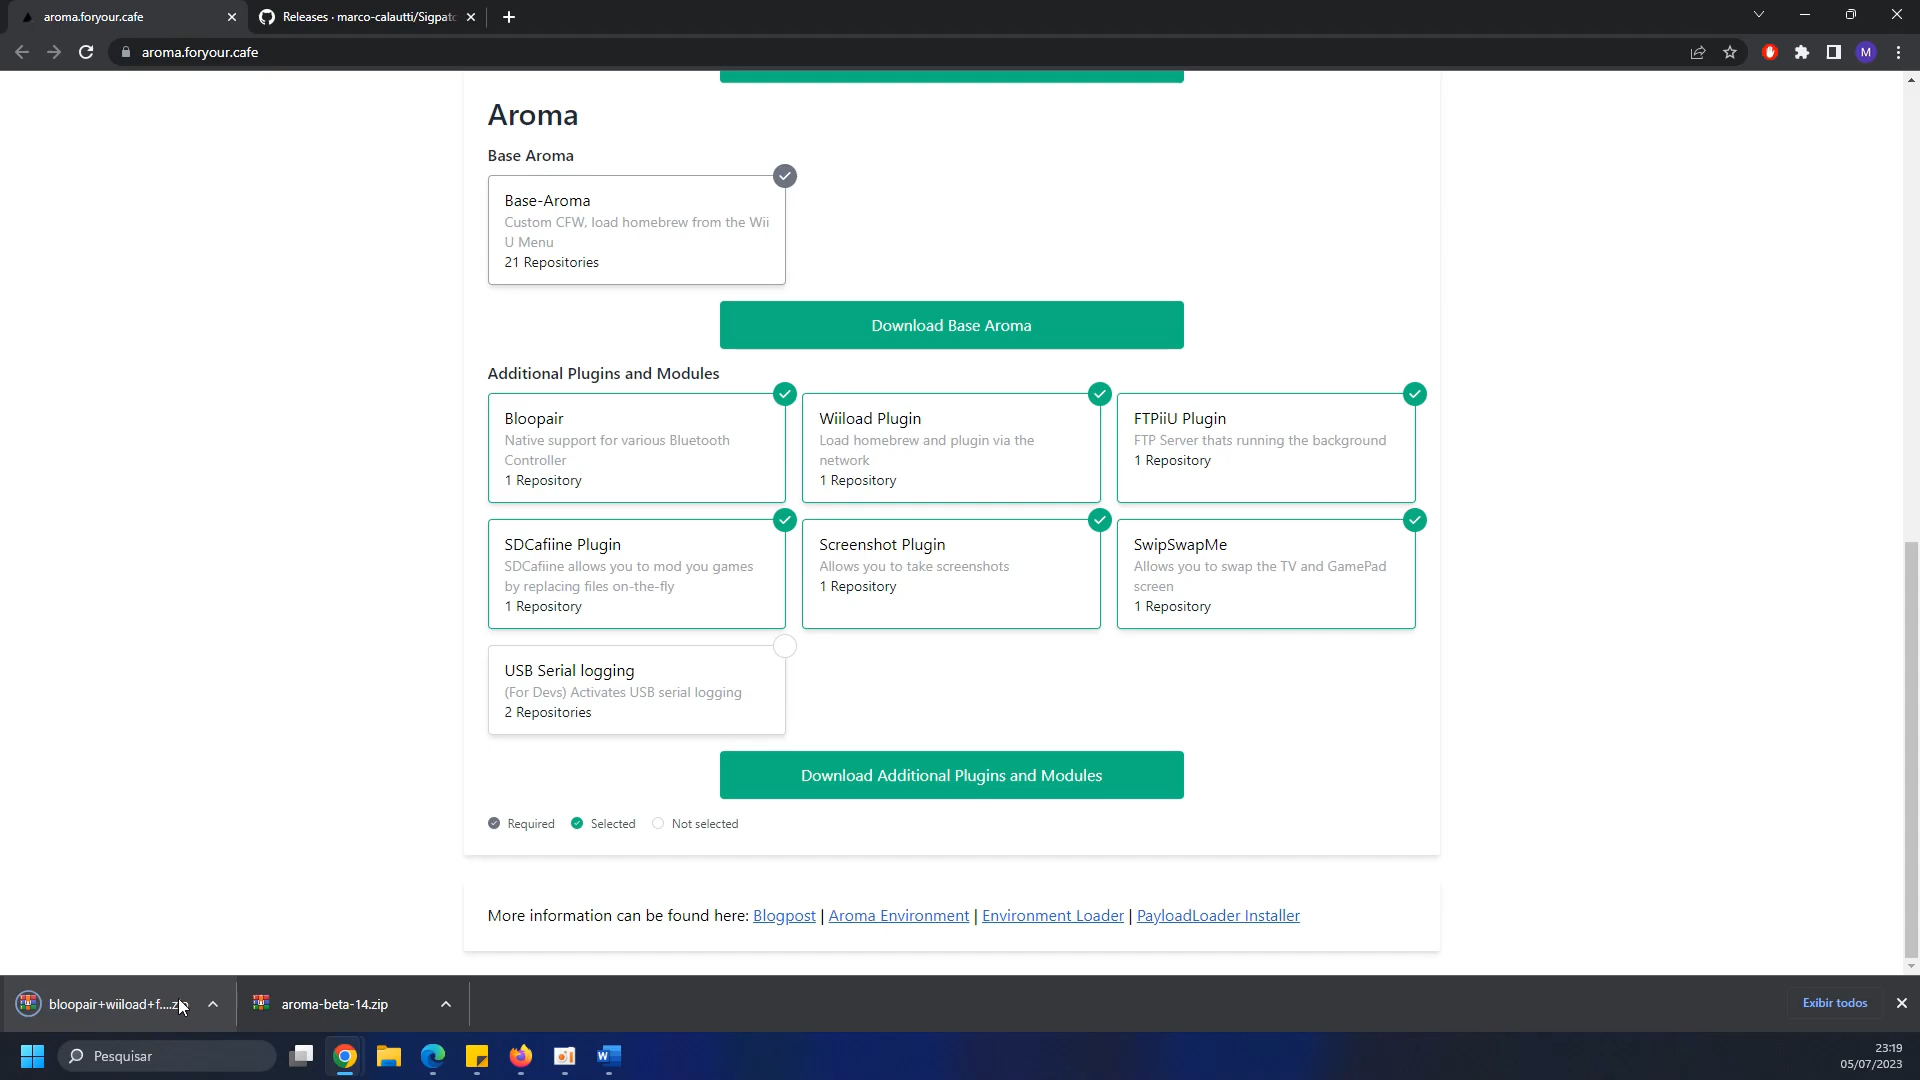 aroma.foryour.cafe
Releases · marco-calautti/Sigpatc
aroma.foryour.cafe
M
Aroma
Base Aroma
Base-Aroma
Custom CFW, load homebrew from the Wii
U Menu
21 Repositories
Download Base Aroma
Additional Plugins and Modules
Bloopair
Native support for various Bluetooth
Controller
1 Repository
Wiiload Plugin
Load homebrew and plugin via the
network
1 Repository
FTPiiU Plugin
FTP Server thats running the background
1 Repository
SDCafiine Plugin
SDCafiine allows you to mod you games
by replacing files on-the-fly
1 Repository
Screenshot Plugin
Allows you to take screenshots
1 Repository
SwipSwapMe
Allows you to swap the TV and GamePad
screen
1 Repository
USB Serial logging
(For Devs) Activates USB serial logging
2 Repositories
Download Additional Plugins and Modules
Required Selected Not selected
More information can be found here: Blogpost | Aroma Environment | Environment Loader | PayloadLoader Installer
bloopair+wiiload+f....zip
aroma-beta-14.zip
Exibir todos
Pesquisar
23:19
05/07/2023